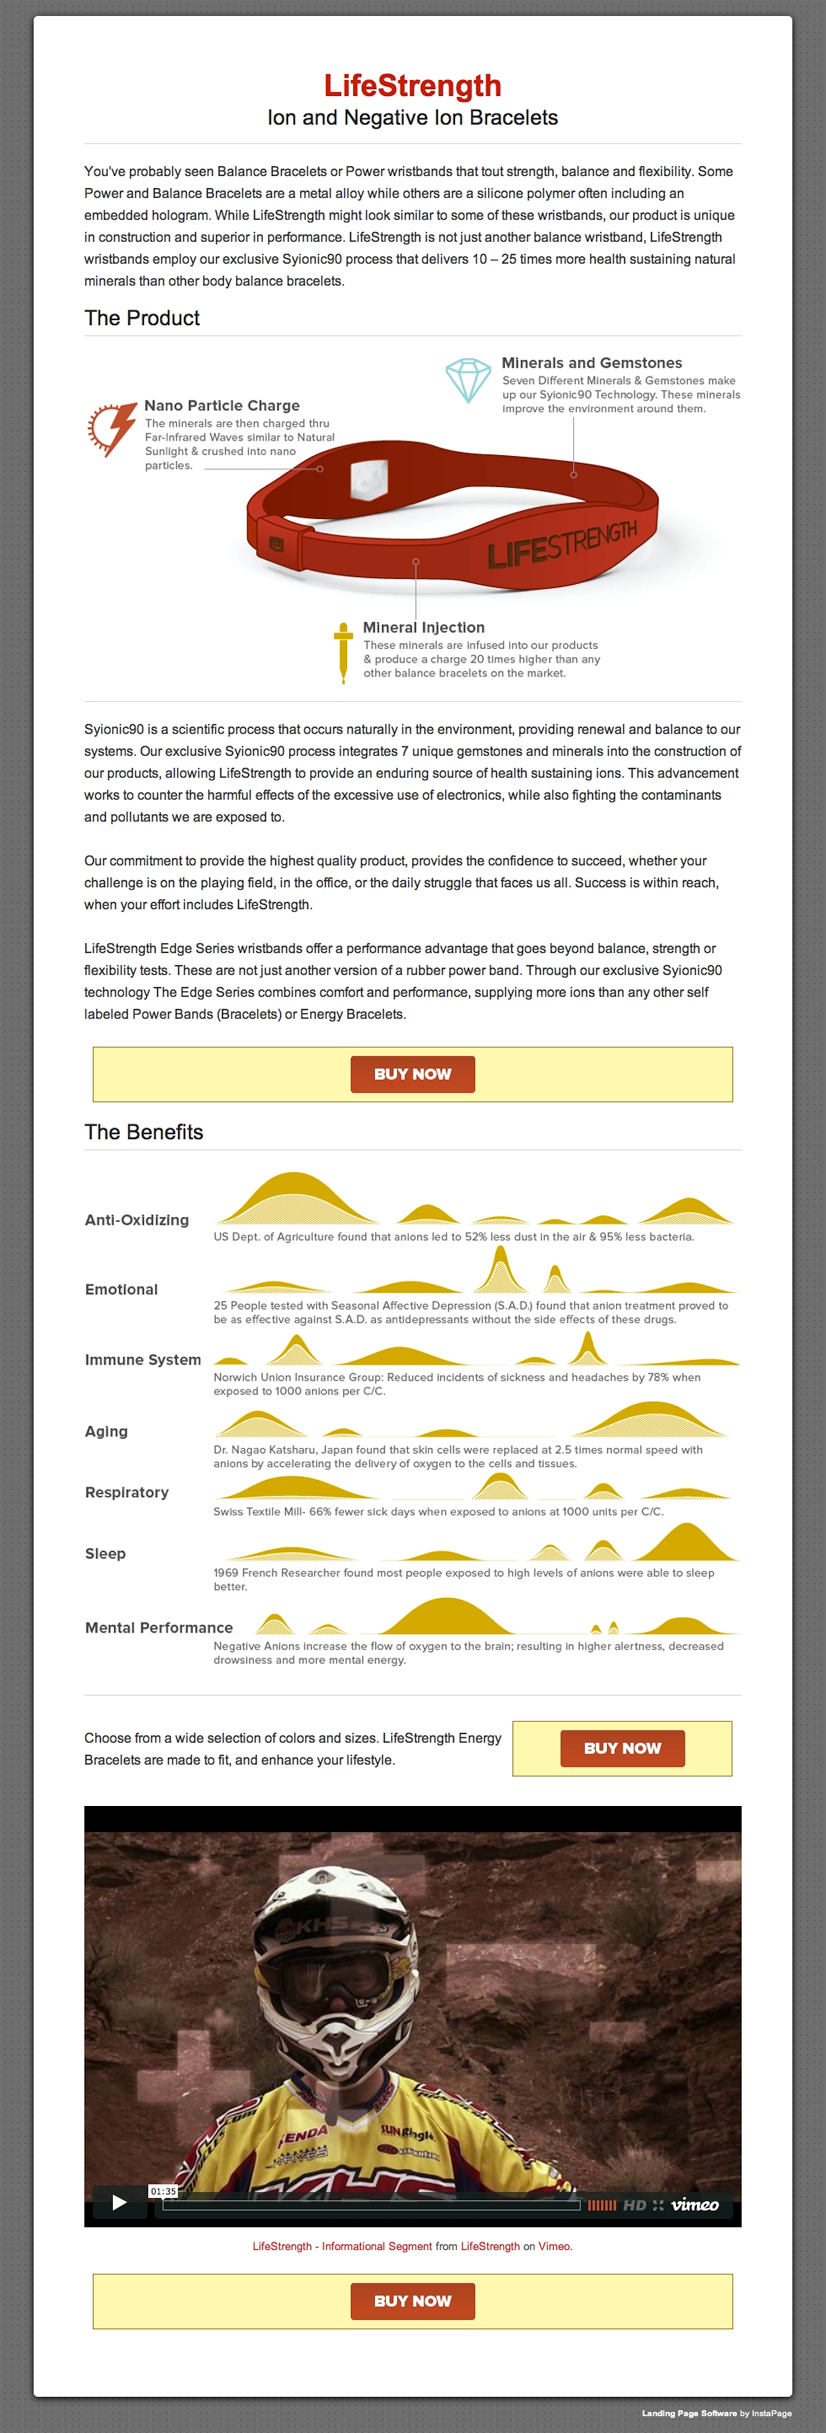 LifeStrength
Ion and Negative Ion Bracelets
You've probably seen Balance Bracelets or Power wristbands that tout strength, balance and flexibility. Some
Power and Balance Bracelets are a metal alloy while others are a silicone polymer often including an
embedded hologram. While LifeStrength might look similar to some of these wristbands, our product is unique
in construction and superior in performance. LifeStrength is not just another balance wristband, LifeStrength
wristbands employ our exclusive Syionic90 process that delivers 10 – 25 times more health sustaining natural
minerals than other body balance bracelets.
The Product
Minerals and Gemstones
Seven Different Minerals & Gemstones make
up our Syionic90 Technology. These minerals
improve the environment around them.
Nano Particle Charge
The minerals are then charged thru
Far-Infrared Waves similar to Natural
Sunlight & crushed into nano
particles.
LIFESTRENGTH
Mineral Injection
These minerals are infused into our products
& produce a charge 20 times higher than any
other balance bracelets on the market.
Syionic90 is a scientific process that occurs naturally in the environment, providing renewal and balance to our
systems. Our exclusive Syionic90 process integrates 7 unique gemstones and minerals into the construction of
our products, allowing LifeStrength to provide an enduring source of health sustaining ions. This advancement
works to counter the harmful effects of the excessive use of electronics, while also fighting the contaminants
and pollutants we are exposed to.
Our commitment to provide the highest quality product, provides the confidence to succeed, whether your
challenge is on the playing field, in the office, or the daily struggle that faces us all. Success is within reach,
when your effort includes LifeStrength.
LifeStrength Edge Series wristbands offer a performance advantage that goes beyond balance, strength or
flexibility tests. These are not just another version of a rubber power band. Through our exclusive Syionic90
technology The Edge Series combines comfort and performance, supplying more ions than any other self
labeled Power Bands (Bracelets) or Energy Bracelets.
BUY NOW
The Benefits
Anti-Oxidizing
US Dept. of Agriculture found that anions led to 52% less dust in the air & 95% less bacteria.
Emotional
25 People tested with Seasonal Affective Depression (S.A.D.) found that anion treatment proved to
be as effective against S.A.D. as antidepressants without the side effects of these drugs.
Immune System
Norwich Union Insurance Group: Reduced incidents of sickness and headaches by 78% when
exposed to 1000 anions per C/C.
Aging
Dr. Nagao Katsharu, Japan found that skin cells were replaced at 2.5 times normal speed with
anions by accelerating the delivery of oxygen to the cells and tissues.
Respiratory
Swiss Textile Mill- 66% fewer sick days when exposed to anions at 1000 units per C/C.
Sleep
1969 French Researcher found most people exposed to high levels of anions were able to sleep
better.
Mental Performance
Negative Anions increase the flow of oxygen to the brain; resulting in higher alertness, decreased
drowsiness and more mental energy.
Choose from a wide selection of colors and sizes. LifeStrength Energy
Bracelets are made to fit, and enhance your lifestyle.
BUY NOW
KHS
KENDA
SUNRinglé
KHS
01:35
HD vimeo
LifeStrength - Informational Segment from LifeStrength on Vimeo.
BUY NOW
Landing Page Software by InstaPage